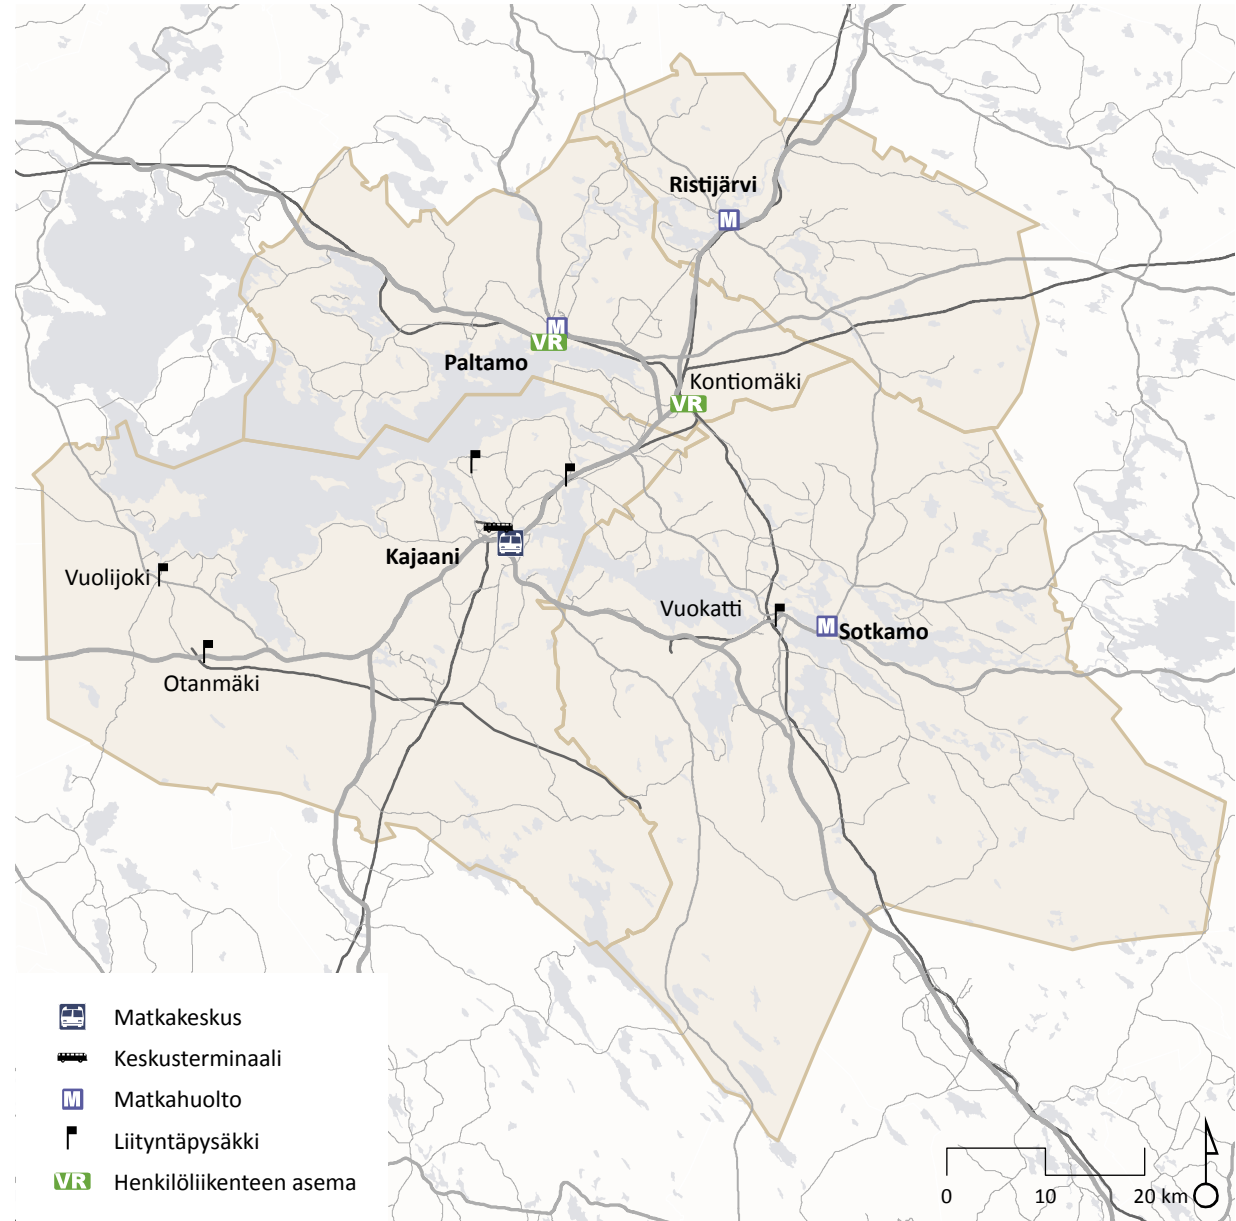 Ristijärvi
M
M
VR
Paltamo
Kontiomäki
VR
Kajaani
Vuolijoki
Vuokatti
M
Sotkamo
Otanmäki
Matkakeskus
Keskusterminaali
M Matkahuolto
Liityntäpysäkki
VR Henkilöliikenteen asema
0 10 20 km